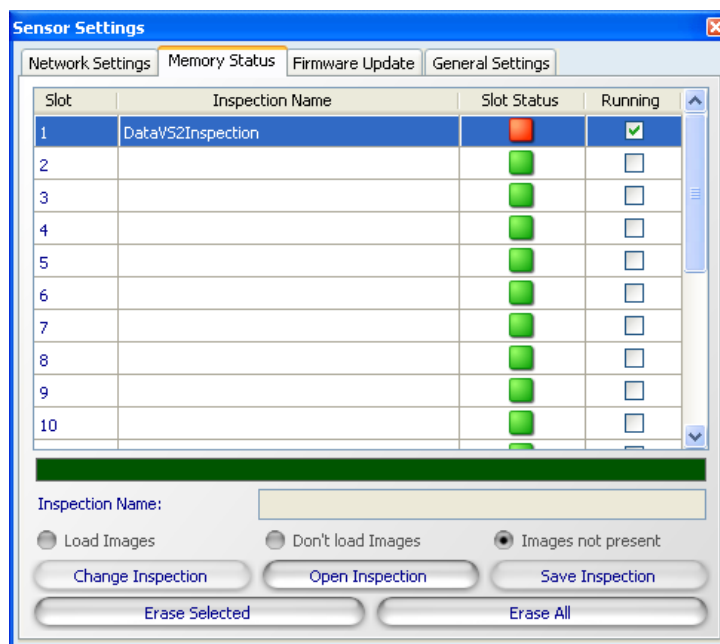 Sensor Settings
Network Settings Memory Status Firmware Update General Settings
Slot Inspection Name Slot Status Running
1 DataVS2Inspection
2
3
4
5
6
7
8
9
10
Inspection Name:
Load Images Don't load Images Images not present
Change Inspection Open Inspection Save Inspection
Erase Selected Erase All